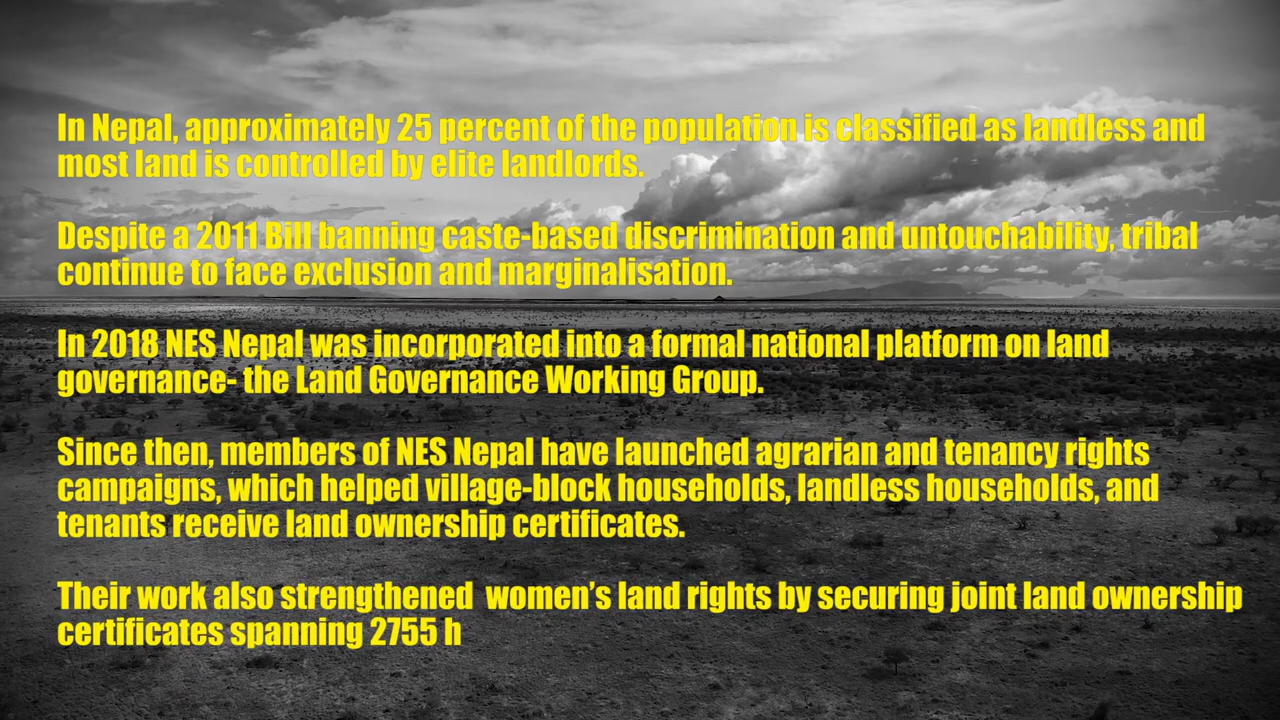 In Nepal, approximately 25 percent of the population is classified as landless and
most land is controlled by elite landlords.
Despite a 2011 Bill banning caste-based discrimination and untouchability, tribal
continue to face exclusion and marginalisation.
In 2018 NES Nepal was incorporated into a formal national platform on land
governance- the Land Governance Working Group.
Since then, members of NES Nepal have launched agrarian and tenancy rights
campaigns, which helped village-block households, landless households, and
tenants receive land ownership certificates.
Their work also strengthened  women’s land rights by securing joint land ownership
certificates spanning 2755 h